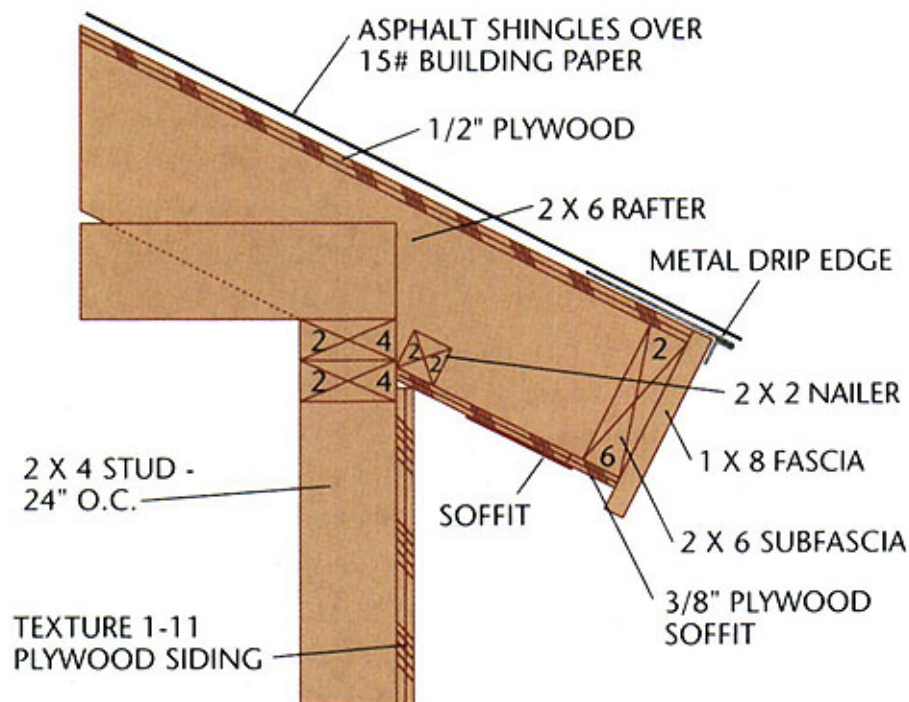 ASPHALT SHINGLES OVER
15# BUILDING PAPER
1/2" PLYWOOD
2 X 6 RAFTER
METAL DRIP EDGE
2 4
2 4
2 2
2
6
2 X 2 NAILER
1 X 8 FASCIA
2 X 4 STUD -
24" O.C.
SOFFIT
2 X 6 SUBFASCIA
3/8" PLYWOOD
SOFFIT
TEXTURE 1-11
PLYWOOD SIDING